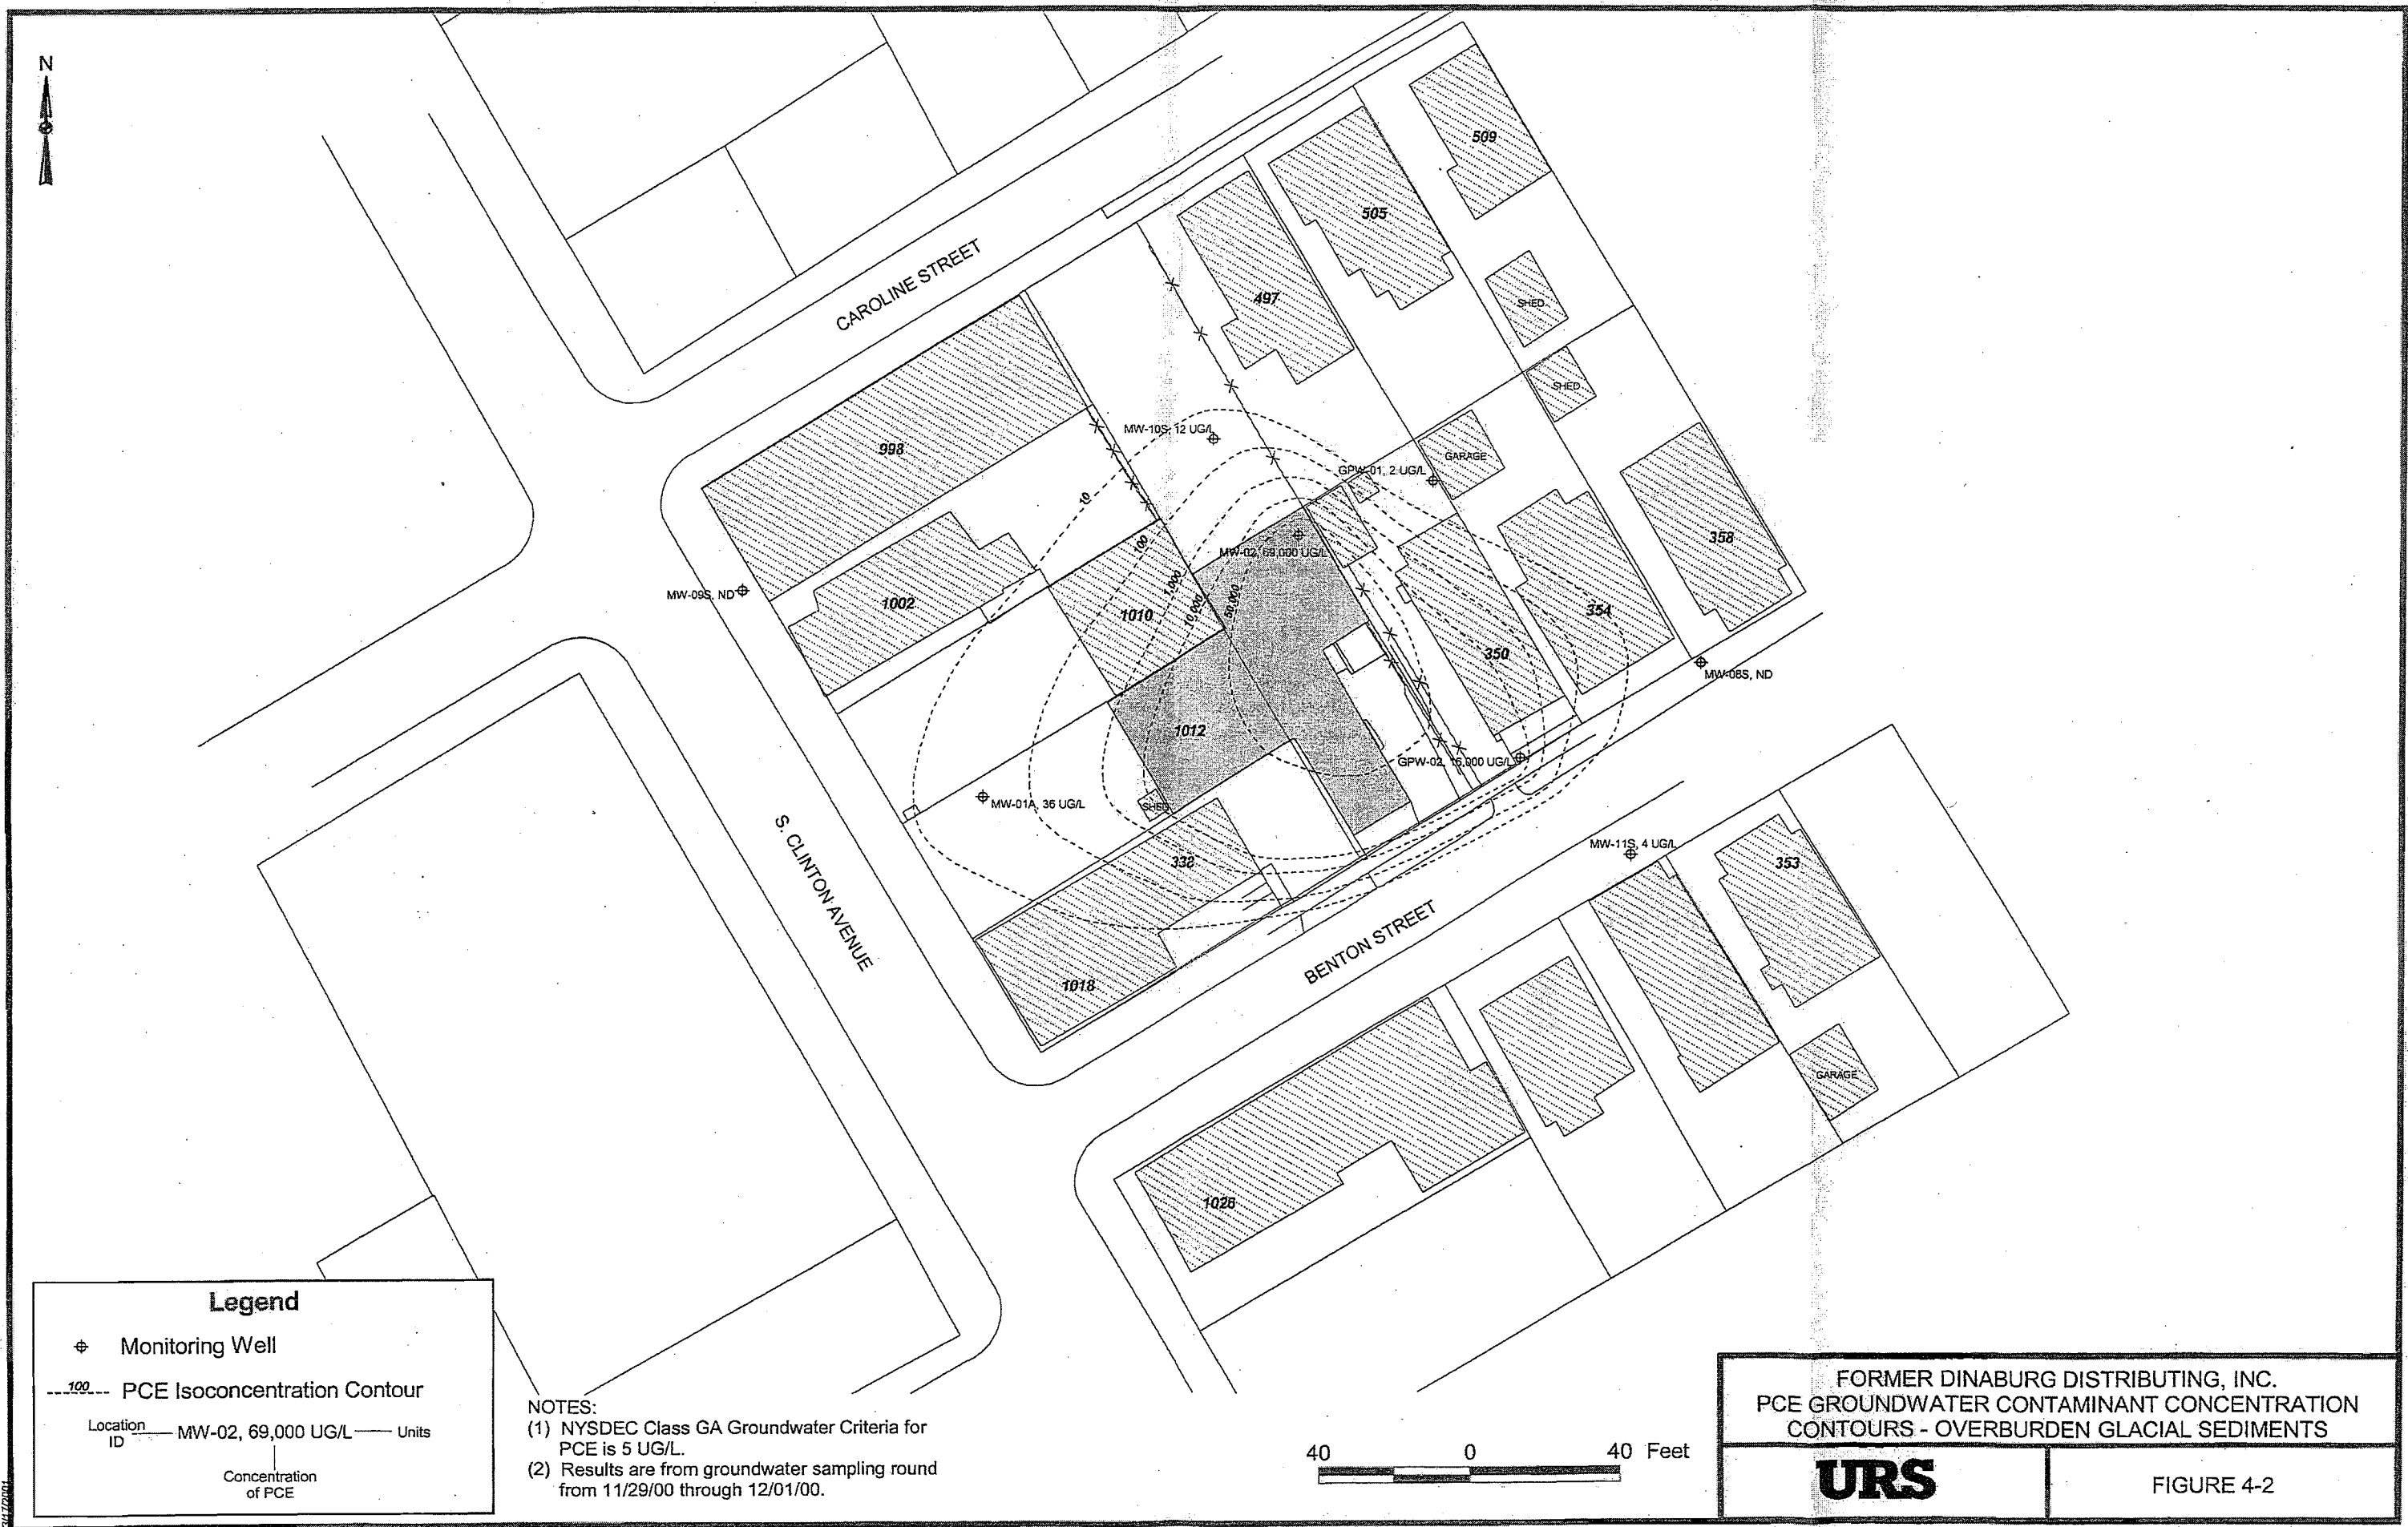 N
509
505
497
CAROLINE STREET
SHED
SHED
MW-10S, 12 UG/L
998
GPW-01, 2 UG/L
GARAGE
10
100
358
MW-02, 69,000 UG/L
1,000
10,000
50,000
MW-09S, ND
1002
1010
354
350
MW-08S, ND
1012
GPW-02, 15,000 UG/L
MW-01A, 36 UG/L
SHED
S. CLINTON AVENUE
338
MW-11S, 4 UG/L
353
BENTON STREET
1018
GARAGE
1026
Legend
Monitoring Well
100 PCE Isoconcentration Contour
Location ID MW-02, 69,000 UG/L Units
Concentration
of PCE
NOTES:
(1) NYSDEC Class GA Groundwater Criteria for
PCE is 5 UG/L.
(2) Results are from groundwater sampling round
from 11/29/00 through 12/01/00.
40 0 40 Feet
FORMER DINABURG DISTRIBUTING, INC.
PCE GROUNDWATER CONTAMINANT CONCENTRATION
CONTOURS - OVERBURDEN GLACIAL SEDIMENTS
URS
FIGURE 4-2